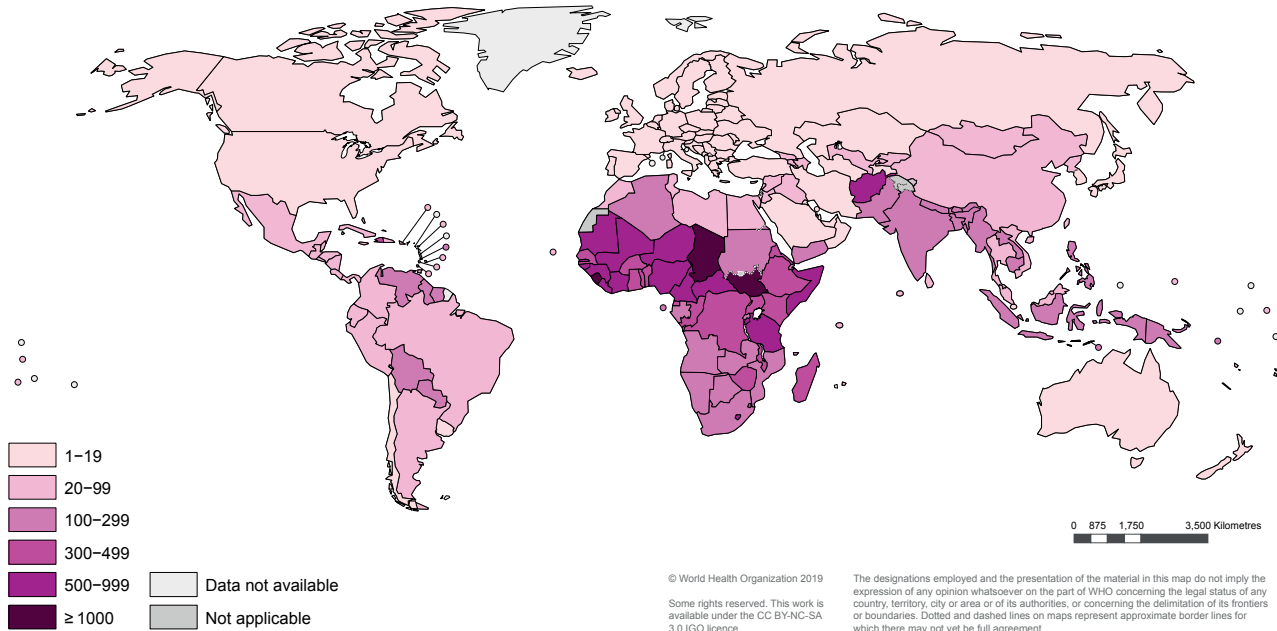 1–19
20–99
100–299
300–499
500–999
≥ 1000
Data not available
Not applicable
0 875 1,750 3,500 Kilometres
© World Health Organization 2019
Some rights reserved. This work is
available under the CC BY-NC-SA
3.0 IGO licence
The designations employed and the presentation of the material in this map do not imply the
expression of any opinion whatsoever on the part of WHO concerning the legal status of any
country, territory, city or area or of its authorities, or concerning the delimitation of its frontiers
or boundaries. Dotted and dashed lines on maps represent approximate border lines for
which there may not yet be full agreement